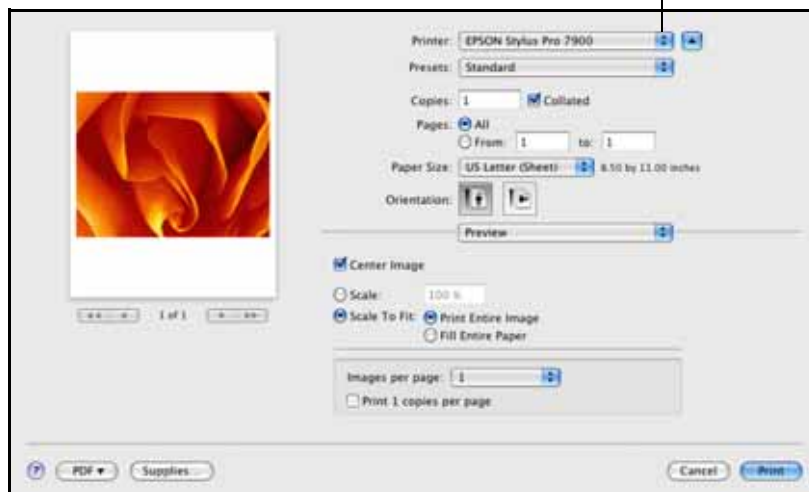 Printer: EPSON Stylus Pro 7900
Presets: Standard
Copies: 1 Collated
Pages: All
From: 1 to: 1
Paper Size: US Letter (Sheet) 8.50 by 11.00 inches
Orientation:
Preview
Center Image
Scale: 100 %
1 of 1
Scale To Fit: Print Entire Image
Fill Entire Paper
Images per page: 1
Print 1 copies per page
? PDF Supplies... Cancel Print